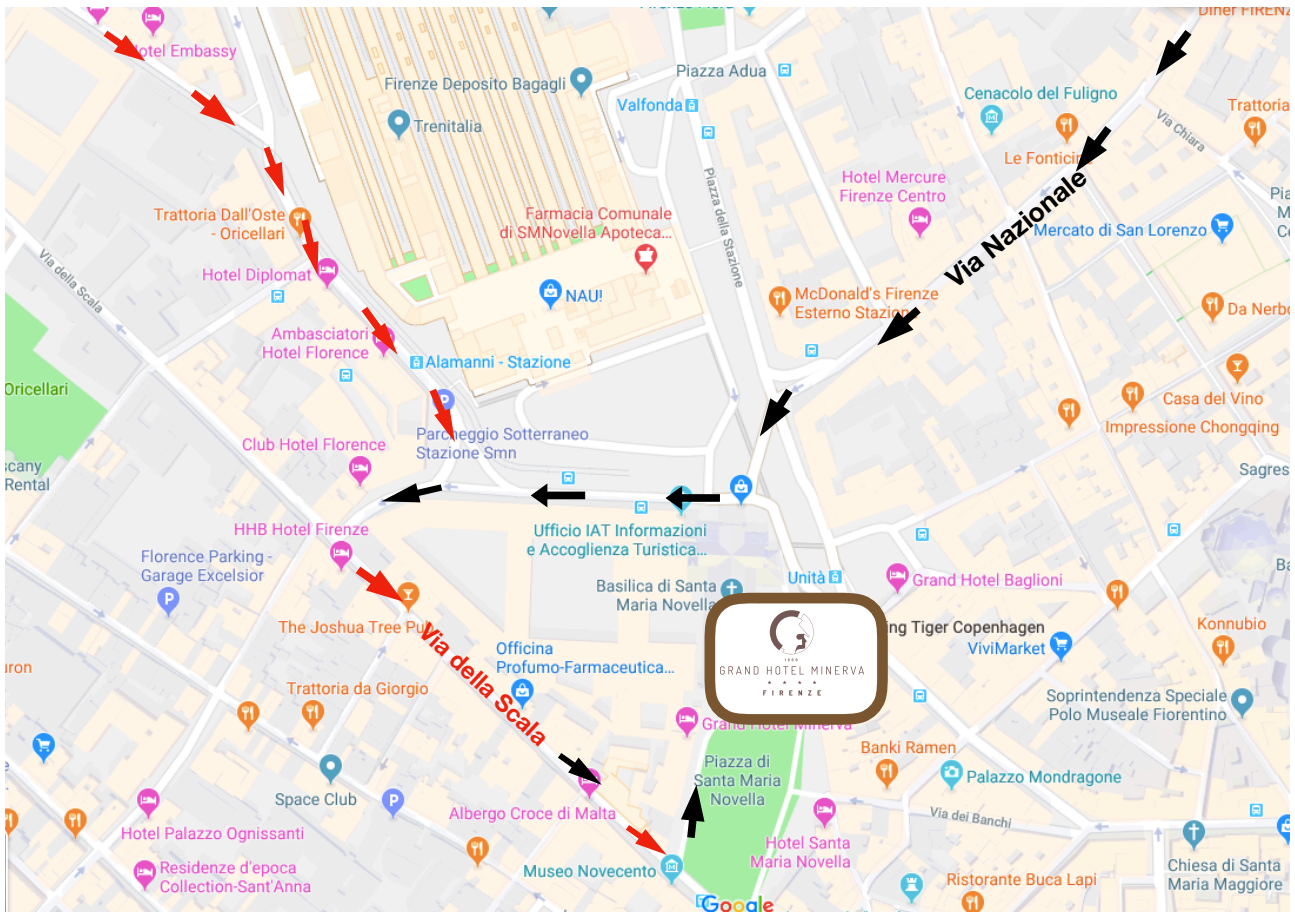 Diner FIRENZ
Hotel Embassy
Firenze Deposito Bagagli
Piazza Adua
Trenitalia
Valfonda
Cenacolo del Fuligno
Trattoria
Via Chiara
Le Fonticin
Hotel Mercure
Firenze Centro
Via Nazionale
Piazza della Stazione
Trattoria Dall'Oste
- Oricellari
Farmacia Comunale
di SMNovella Apoteca...
Mercato di San Lorenzo
Via della Scala
Hotel Diplomat
NAU!
McDonald's Firenze
Esterno Stazion
Da Nerbo
Ambasciatori
Hotel Florence
Alamanni - Stazione
Oricellari
Casa del Vino
Impressione Chongqing
Parcheggio Sotterraneo
Stazione Smn
Club Hotel Florence
scany
Rental
Sagres
HHB Hotel Firenze
Ufficio IAT Informazioni
e Accoglienza Turistica...
Florence Parking -
Garage Excelsior
Basilica di Santa
Maria Novella
Unità
Grand Hotel Baglioni
The Joshua Tree Pu
Via della Scala
1869
GRAND HOTEL MINERVA
FIRENZE
ing Tiger Copenhagen
ViviMarket
Konnubio
Officina
Profumo-Farmaceutica...
uron
Trattoria da Giorgio
Soprintendenza Speciale
Polo Museale Fiorentino
Grand Hotel Minerva
Banki Ramen
Piazza di
Santa Maria
Novella
Palazzo Mondragone
Space Club
Albergo Croce di Malta
Via dei Banchi
Hotel Palazzo Ognissanti
Hotel Santa
Maria Novella
Residenze d'epoca
Collection-Sant'Anna
Museo Novecento
Chiesa di Santa
Maria Maggiore
Ristorante Buca Lapi
Google